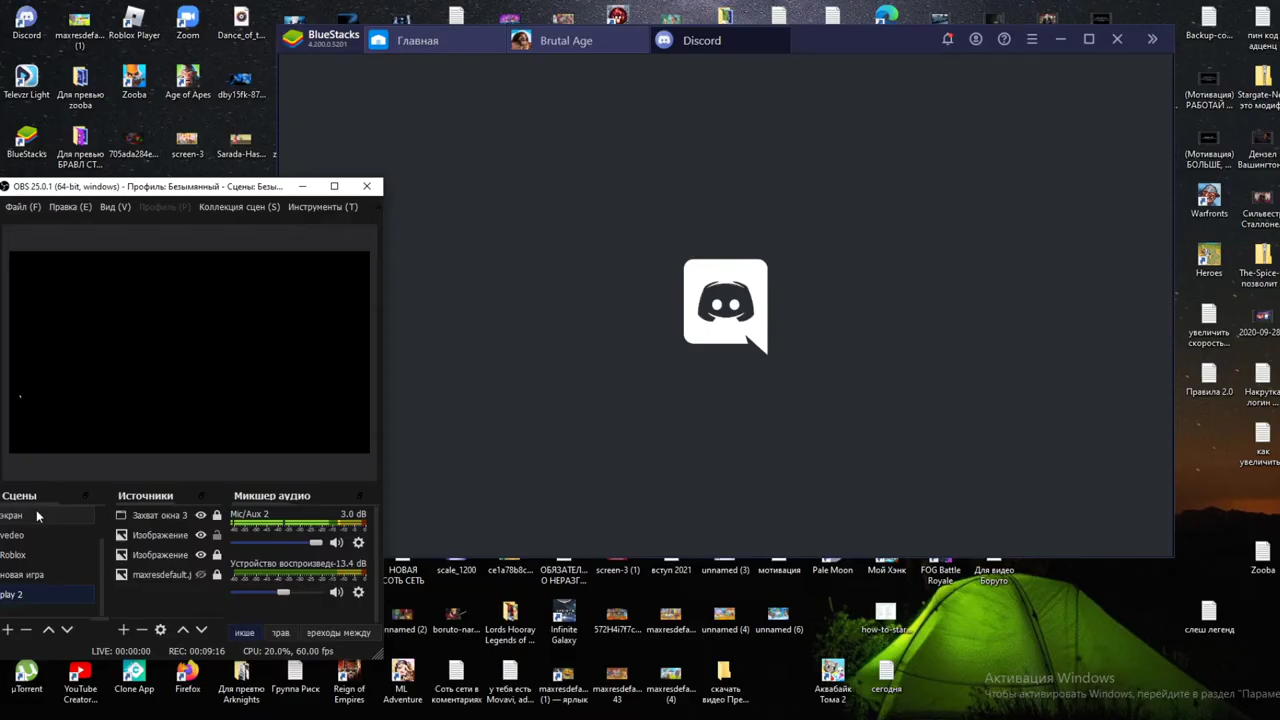 Discord
maxresdef...
(1)
Roblox Player
Zoom
Dance_of_t...
Televzr Light
Для превью
zooba
Zooba
Age of Apes
dby15fk-87...
BlueStacks
Для превью
БРАВЛ СТ...
705ada284e...
screen-3
Sarada-Has...
BlueStacks
4.200.0.5201
Главная
Brutal Age
Discord
Backup-co...
пин код
адценц
(Мотивация)
РАБОТАЙ ...
Stargate-Ne...
это модиф...
(Мотивация)
БОЛЬШЕ, ...
Дензел
Вашингтон...
Warfronts
Сильвест...
Сталлоне...
Heroes
The-Spice-...
позволит ...
увеличить
скорость...
2020-09-28...
Правила 2.0
Накрутка
логин ...
как
увеличить...
Zooba
слеш легенд
OBS 25.0.1 (64-bit, windows) - Профиль: Безымянный - Сцены: Безы...
Файл (F)
Правка (E)
Вид (V)
Профиль (P)
Коллекция сцен (S)
Инструменты (T)
Сцены
Источники
Микшер аудио
экран
vedeo
Roblox
новая игра
play 2
Захват окна 3
Изображение
Изображение
maxresdefault.j
Mic/Aux 2
3.0 dB
Устройство воспроизведе
-13.4 dB
икше
прав
ереходы между
LIVE: 00:00:00
REC: 00:09:16
CPU: 20.0%, 60.00 fps
НОВАЯ
СОТЬ СЕТЬ
scale_1200
ce1a78b8c...
ОБЯЗАТЕЛ...
О НЕРАЗГ...
screen-3 (1)
вступ 2021
unnamed (3)
мотивация
Pale Moon
Мой Хэнк
FOG Battle
Royale
Для видео
Боруто
unnamed (2)
boruto-nar...
Lords Hooray
Legends of ...
Infinite
Galaxy
572H4i7f7c...
maxresdefa...
unnamed (4)
unnamed (6)
how-to-star...
µTorrent
YouTube
Creator...
Clone App
Firefox
Для преvтю
Arknights
Группа Риск
Reign of
Empires
ML
Adventure
Соть сети в
коментариях
у тебя есть
Movavi, ad...
maxresdefa...
(1) — ярлык
maxresdefa...
43
maxresdefa...
(4)
скачать
видео Пре...
Аквабайк
Тома 2
сегодня
Активация Windows
Чтобы активировать Windows, перейдите в раздел "Параме